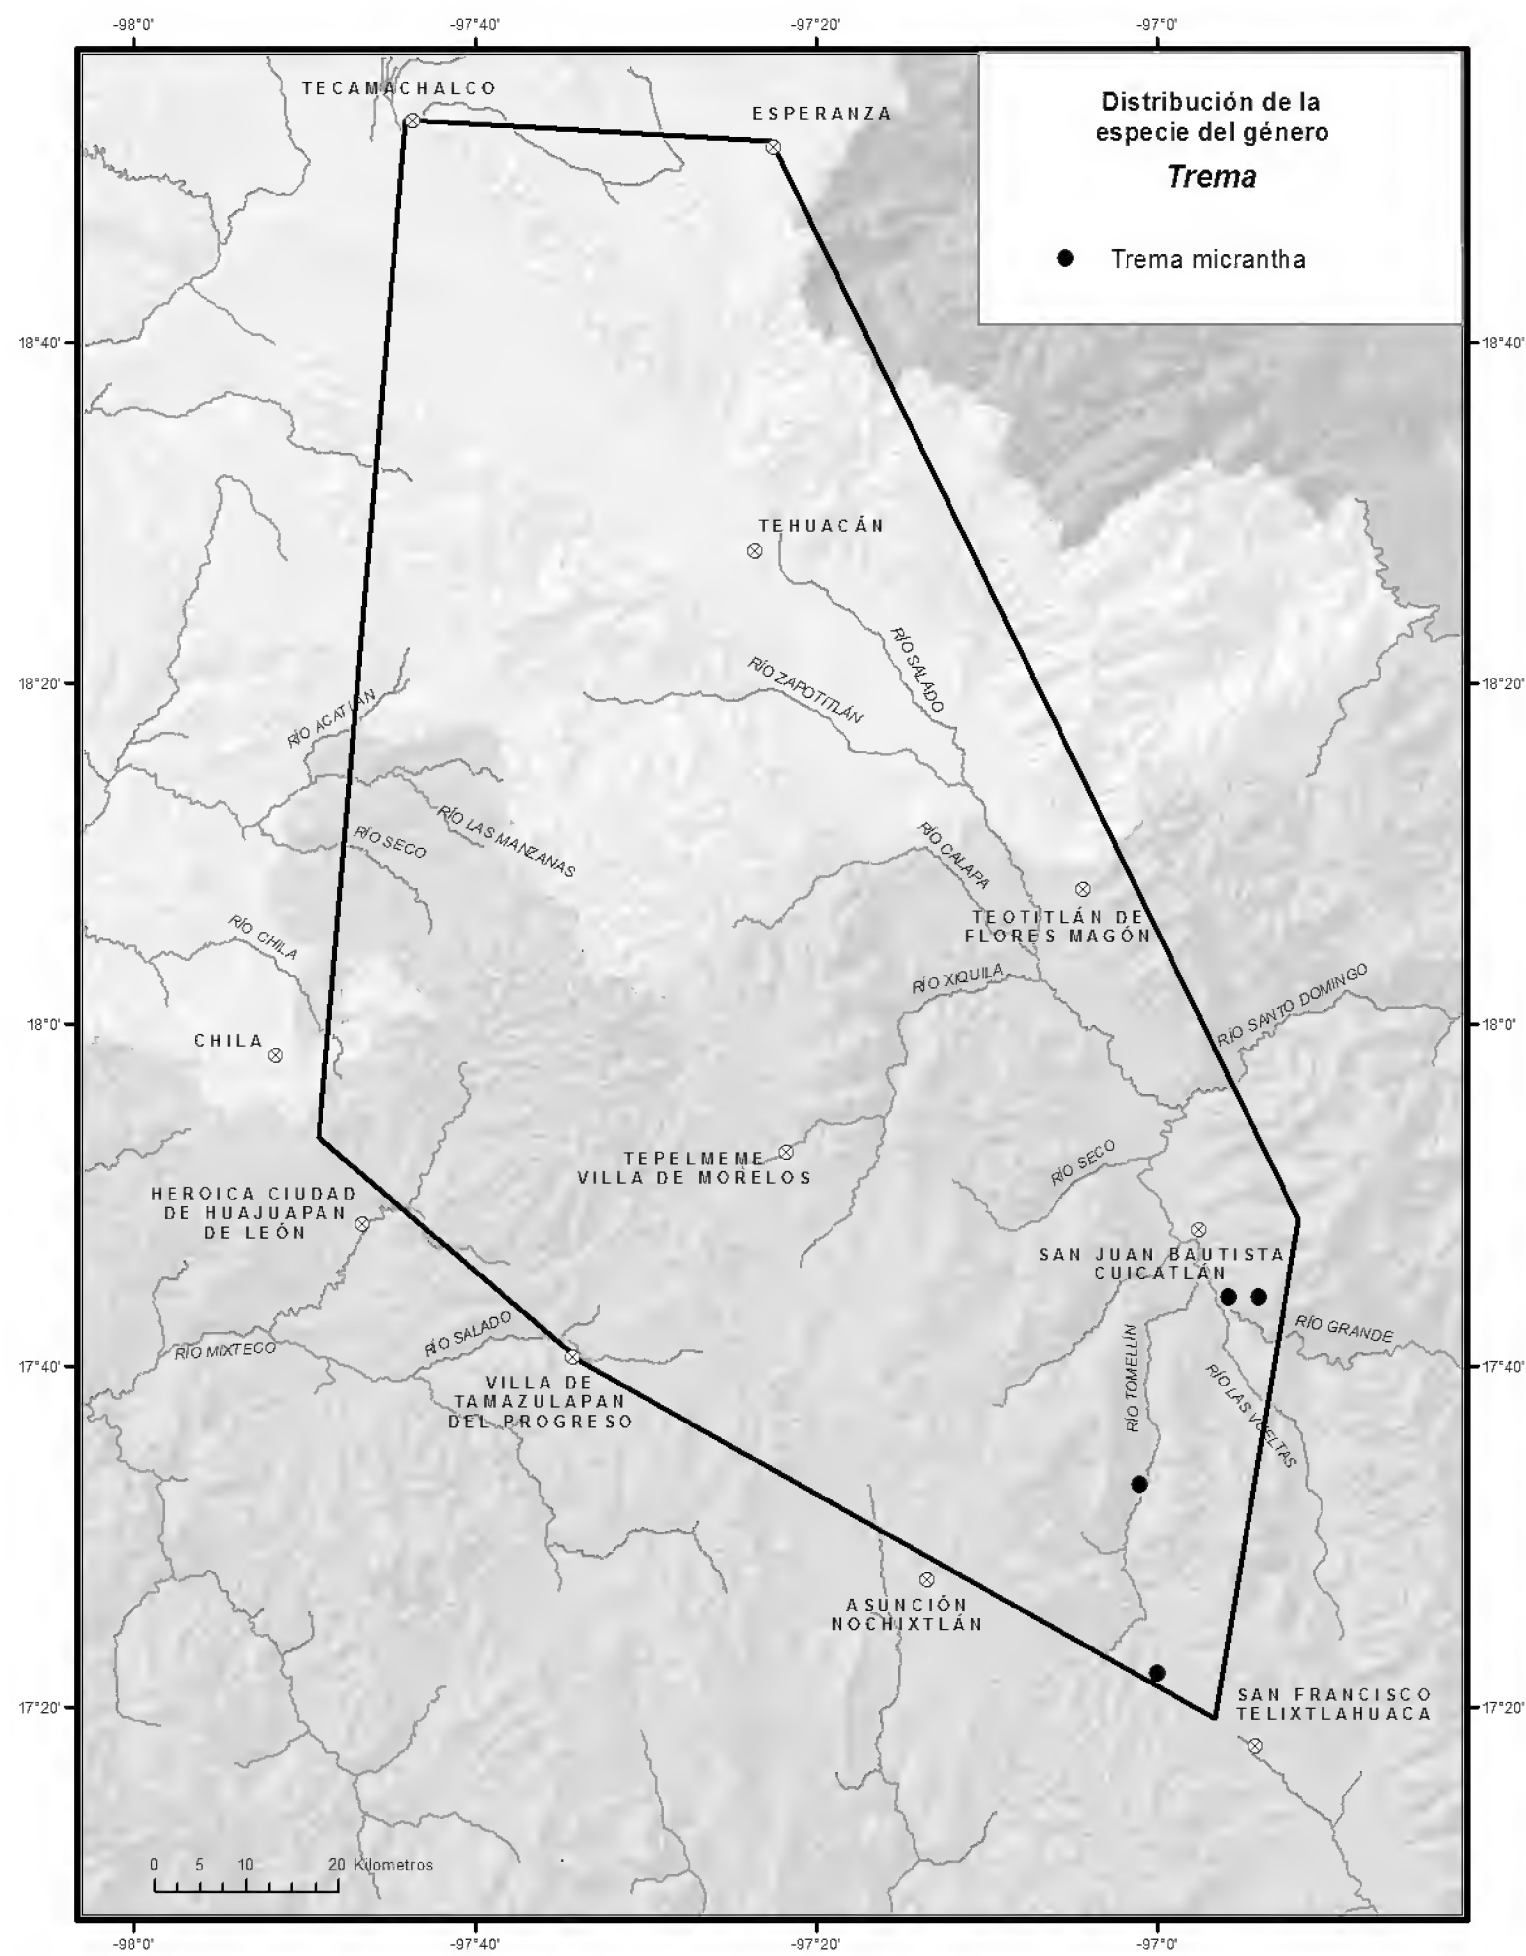 -98°0'
-97°40'
-97°20'
-97°0'
TECAMACHALCO
ESPERANZA
Distribución de la
especie del género
Trema
Trema micrantha
18°40'
18°40'
TEHUACÁN
RÍO SALADO
RÍO ZAPOTITLÁN
18°20'
18°20'
RÍO ACATLÁN
RÍO LAS MANZANAS
RÍO SECO
RÍO CALAPA
TEOTITLÁN DE
FLORES MAGÓN
RÍO CHILA
RÍO XIQUILA
RÍO SANTO DOMINGO
18°0'
18°0'
CHILA
TEPELMEME
VILLA DE MORELOS
RÍO SECO
HEROICA CIUDAD
DE HUAJUAPAN
DE LEÓN
SAN JUAN BAUTISTA
CUICATLÁN
RÍO SALADO
RÍO MIXTECO
RÍO TOMELLÍN
RÍO GRANDE
17°40'
17°40'
RÍO LAS VUELTAS
VILLA DE
TAMAZULAPAN
DEL PROGRESO
ASUNCIÓN
NOCHIXTLÁN
17°20'
17°20'
SAN FRANCISCO
TELIXTLAHUACA
0 5 10 20 Kilometros
-98°0'
-97°40'
-97°20'
-97°0'